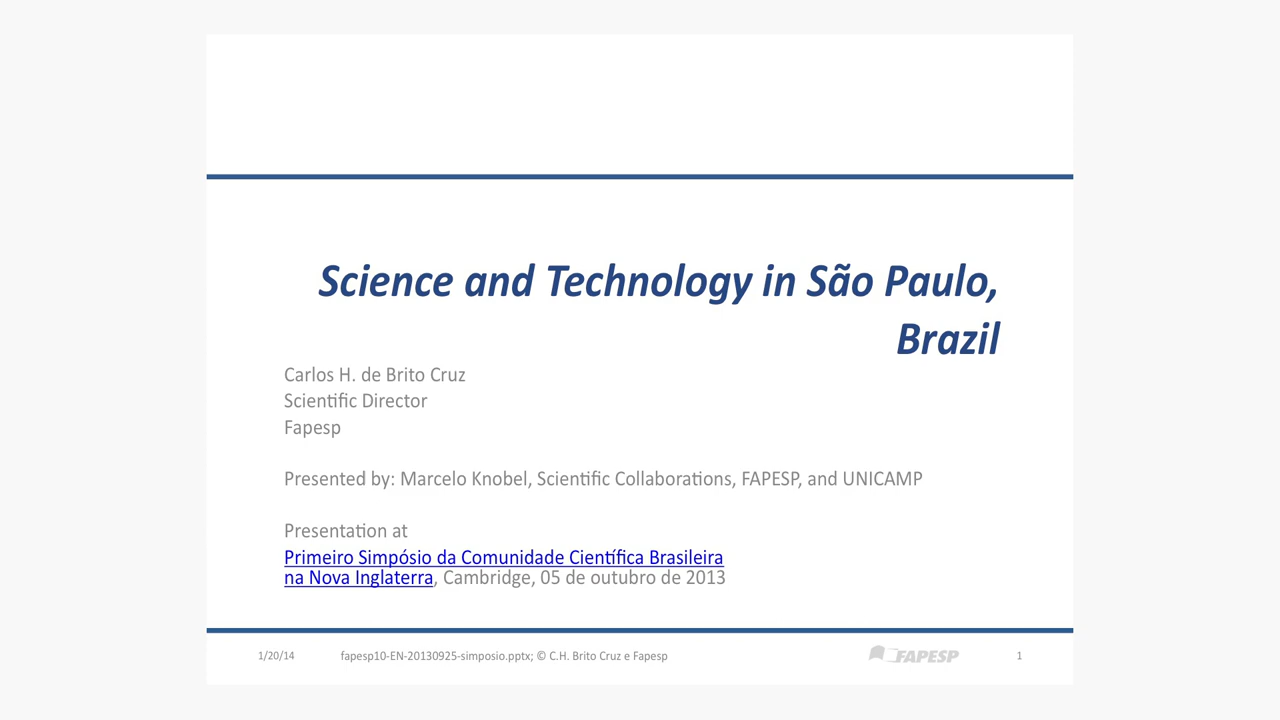 Science and Technology in São Paulo,
Brazil
Carlos H. de Brito Cruz
Scientific Director
Fapesp
Presented by: Marcelo Knobel, Scientific Collaborations, FAPESP, and UNICAMP
Presentation at
Primeiro Simpósio da Comunidade Científica Brasileira
na Nova Inglaterra, Cambridge, 05 de outubro de 2013
1/20/14
fapesp10-EN-20130925-simposio.pptx; © C.H. Brito Cruz e Fapesp
FAPESP
1